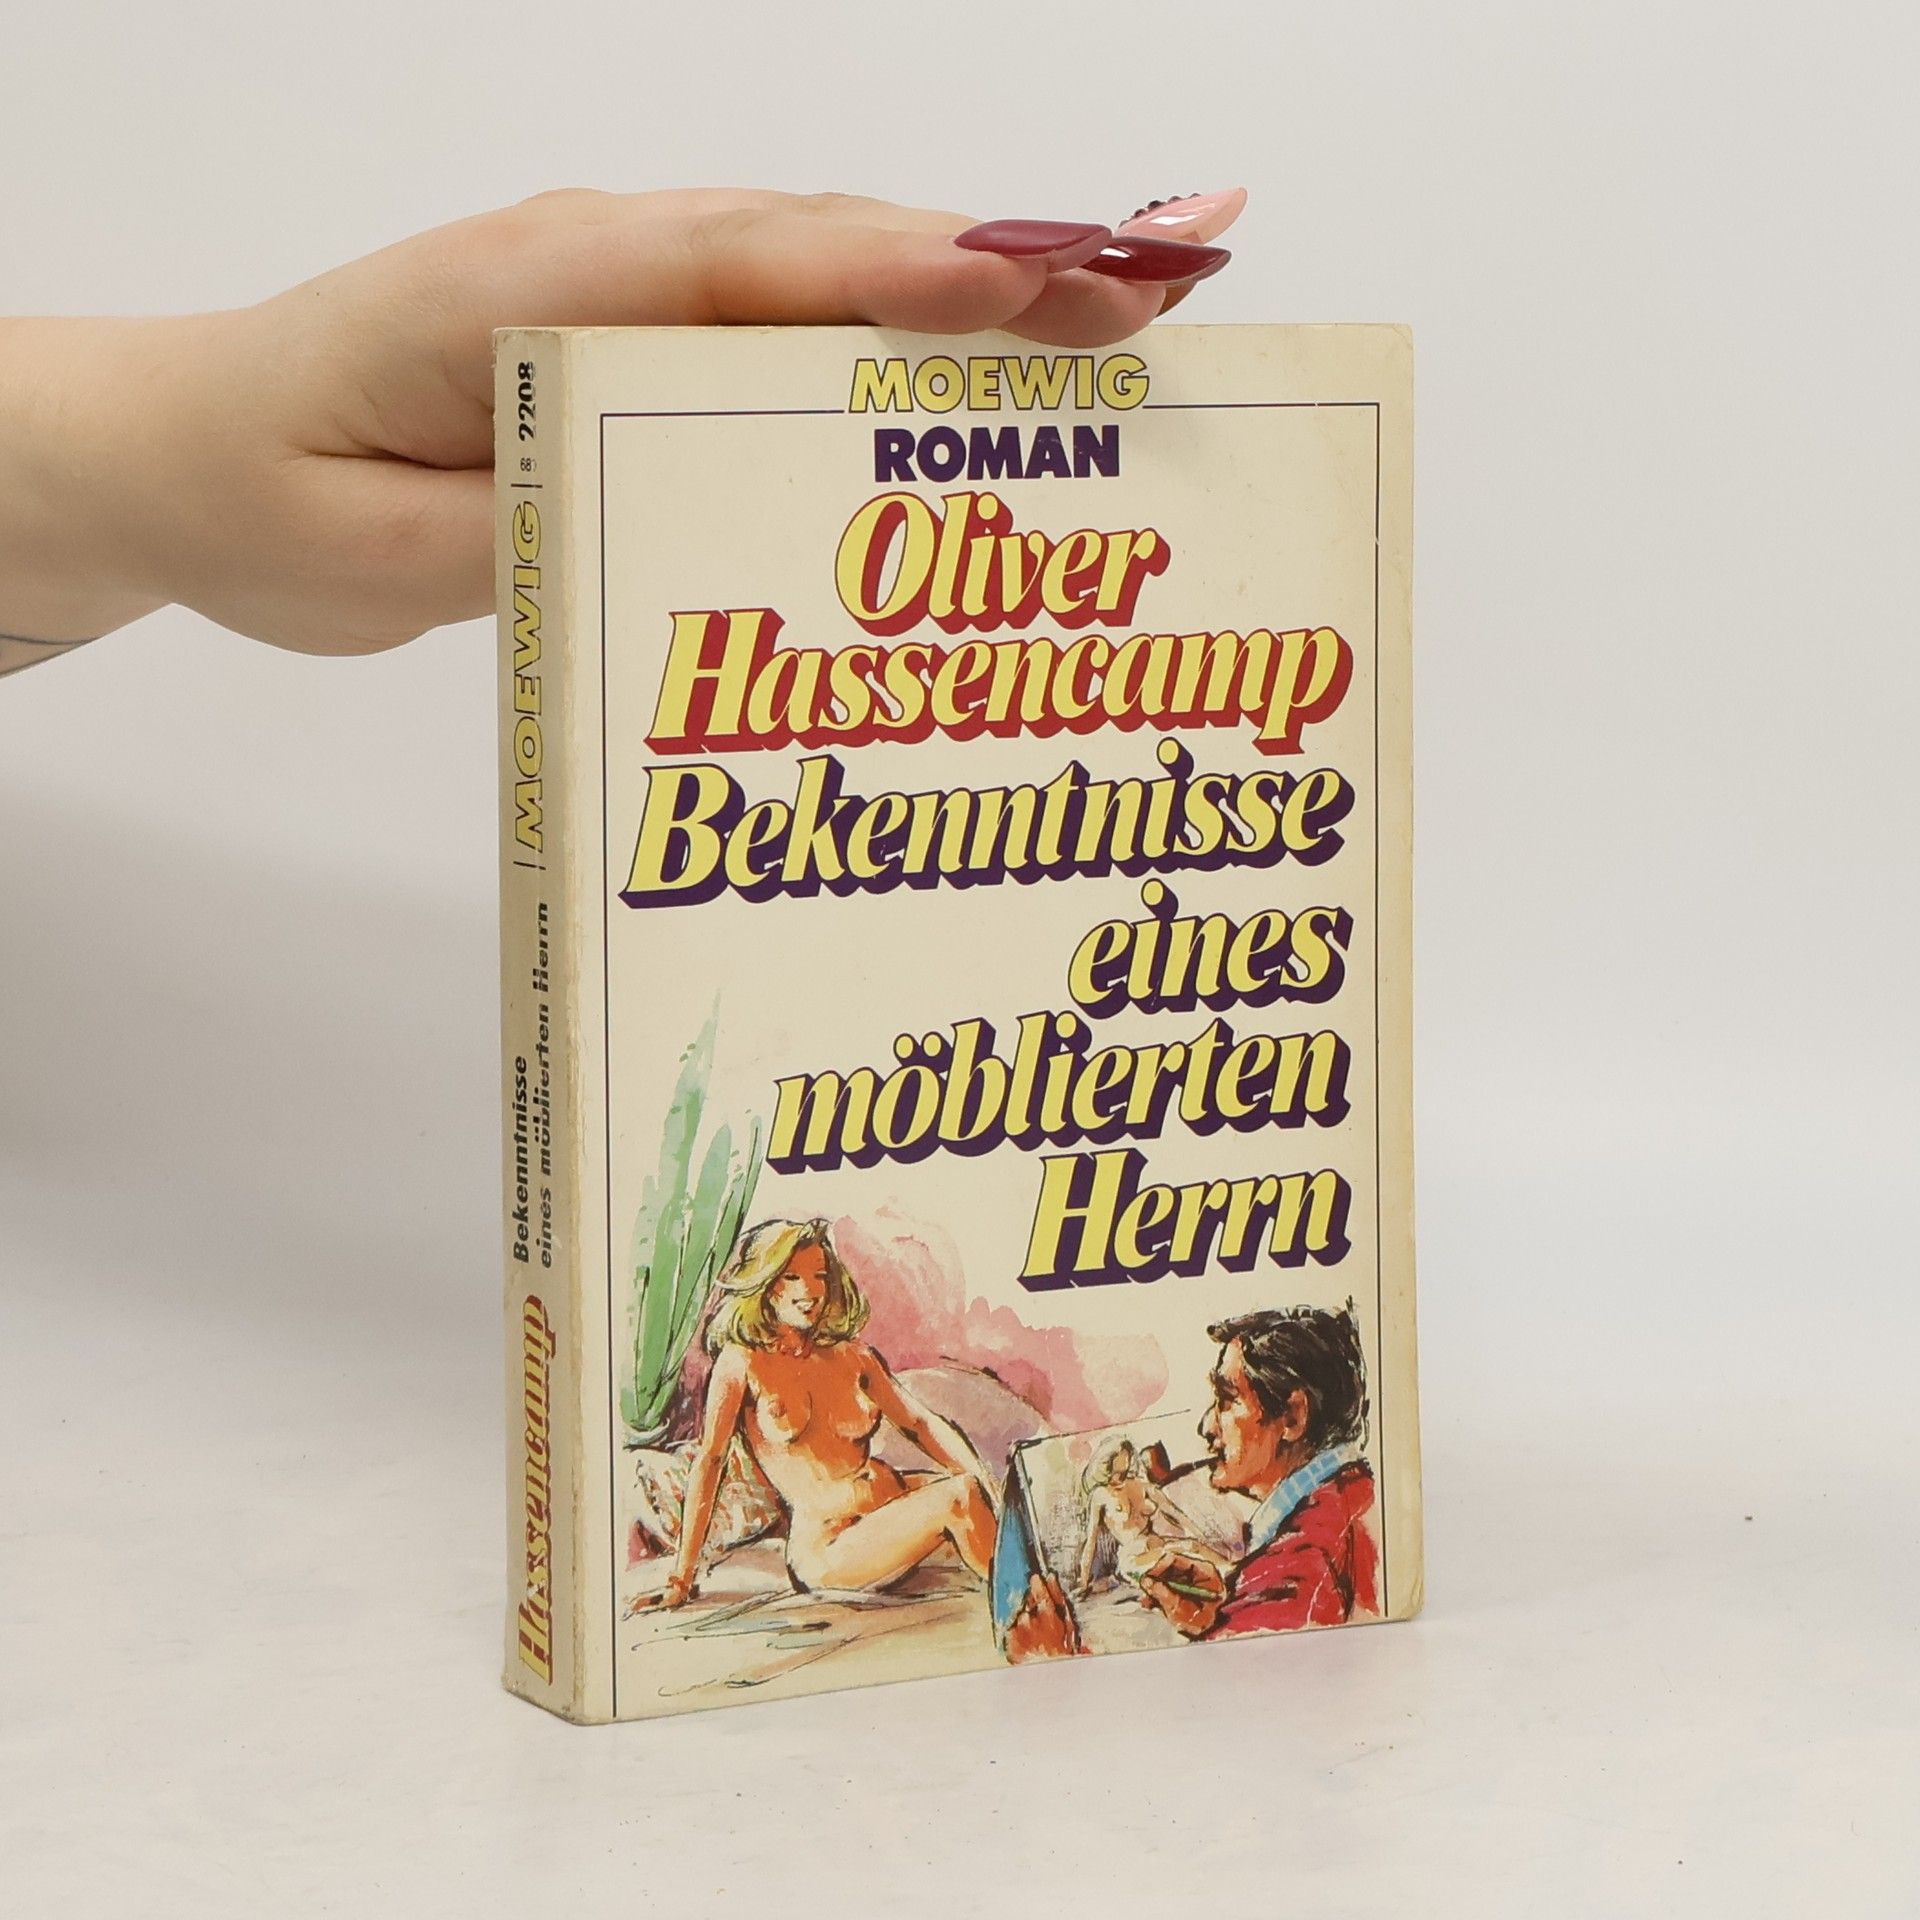 MOEWIG
ROMAN
Oliver
Hassencamp
Bekenntnisse
eines
möblierten
Herrn
Hassencamp
Bekenntnisse
eines möblierten Herrn
MOEWIG
2208